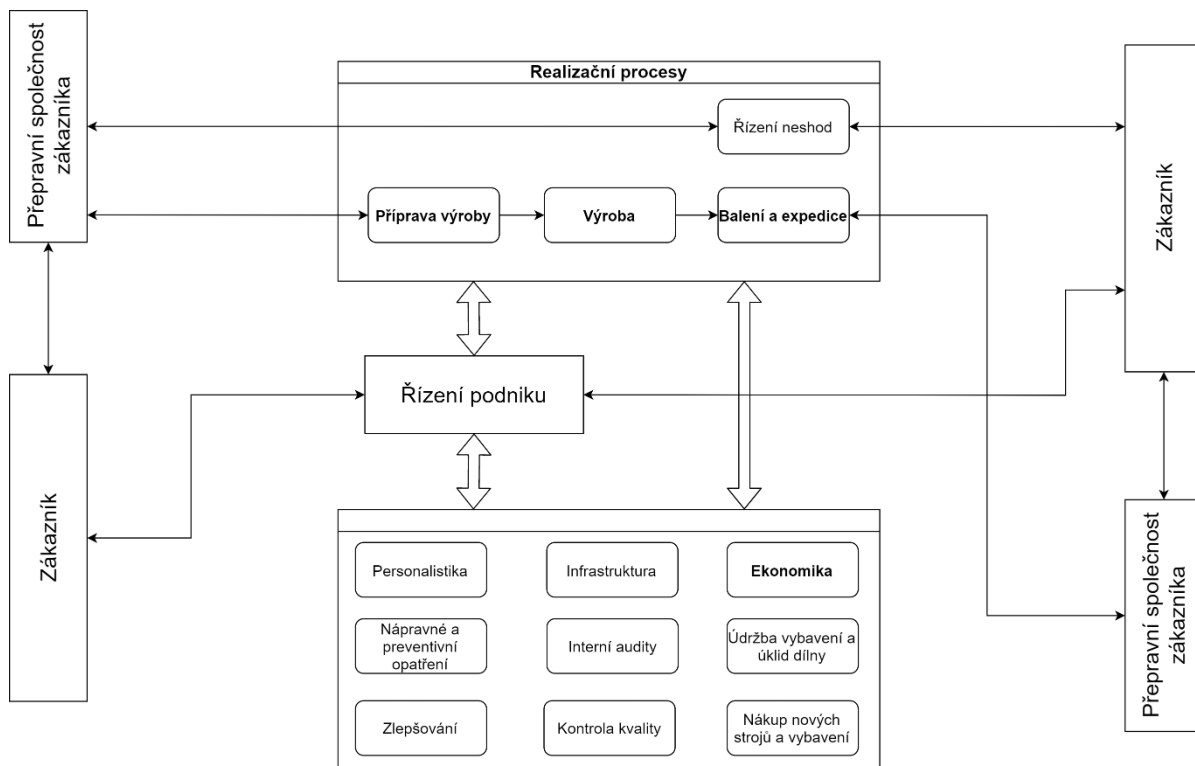 Přepravní společnost
zákazníka
Zákazník
Realizační procesy
Řízení neshod
Příprava výroby
Výroba
Balení a expedice
Řízení podniku
Personalistika
Infrastruktura
Ekonomika
Nápravné a
preventivní
opatření
Interní audity
Údržba vybavení a
úklid dílny
Zlepšování
Kontrola kvality
Nákup nových
strojů a vybavení
Zákazník
Přepravní společnost
zákazníka